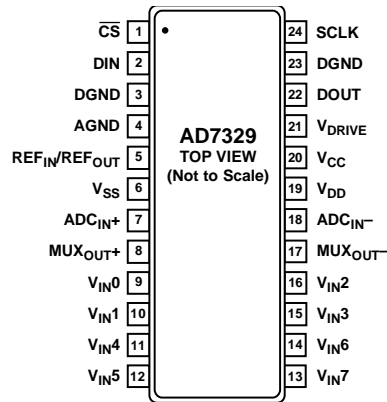 C̅S̅ 1 24 SCLK
DIN 2 23 DGND
DGND 3 22 DOUT
AGND 4 21 VDRIVE
REFIN/REFOUT 5 20 VCC
VSS 6 19 VDD
ADCIN+ 7 18 ADCIN–
MUXOUT+ 8 17 MUXOUT–
VIN0 9 16 VIN2
VIN1 10 15 VIN3
VIN4 11 14 VIN6
VIN5 12 13 VIN7
AD7329
TOP VIEW
(Not to Scale)